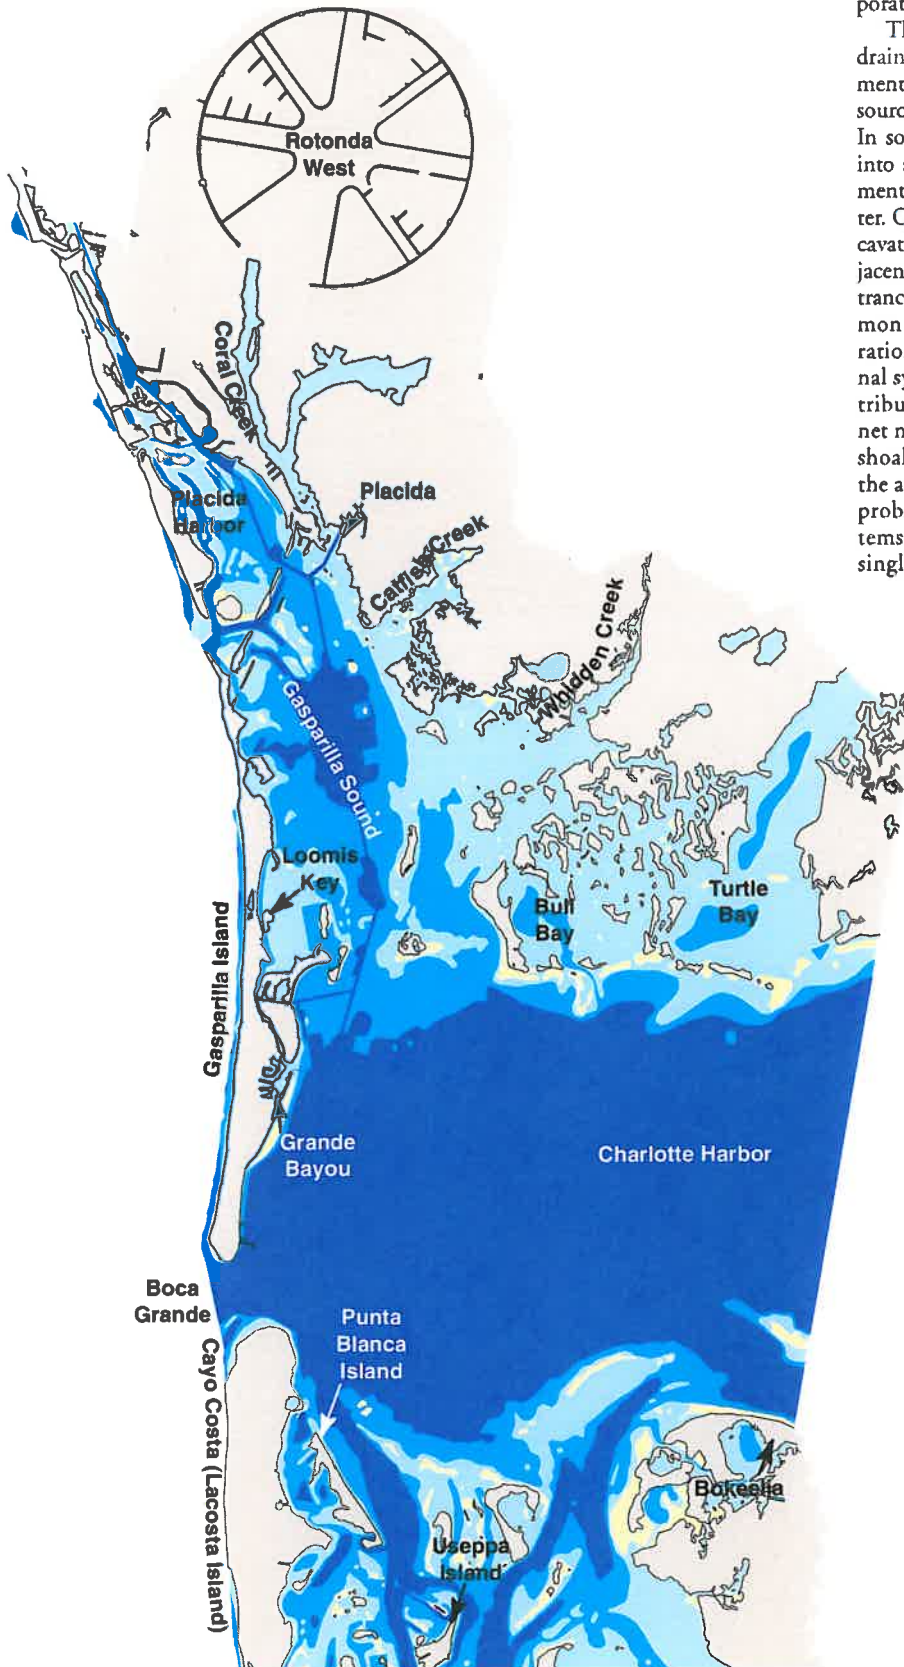 porat
Th
drain
ment
sourc
In so
into
ment
ter. C
cavat
jacen
tranc
mon
ratio
nal sy
tribu
net n
shoal
the a
prob
tems
singl
Rotonda
West
Coral Creek
Placida
Placida
Harbor
Catfish Creek
Whidden Creek
Gasparilla Sound
Loomis
Key
Turtle
Bay
Bull
Bay
Gasparilla Island
Grande
Bayou
Charlotte Harbor
Boca
Grande
Punta
Blanca
Island
Cayo Costa (Lacosta Island)
Bokeelia
Useppa
Island